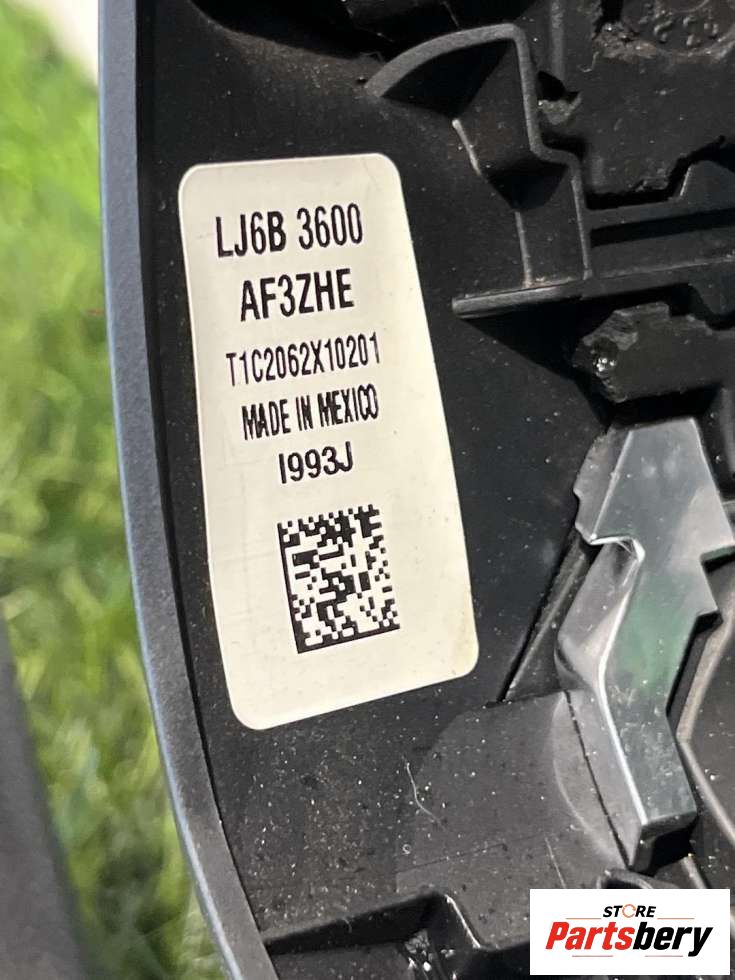 LJ6B 3600
AF3ZHE
T1C2062X10201
MADE IN MEXICO
I993J
STORE
Partsbery